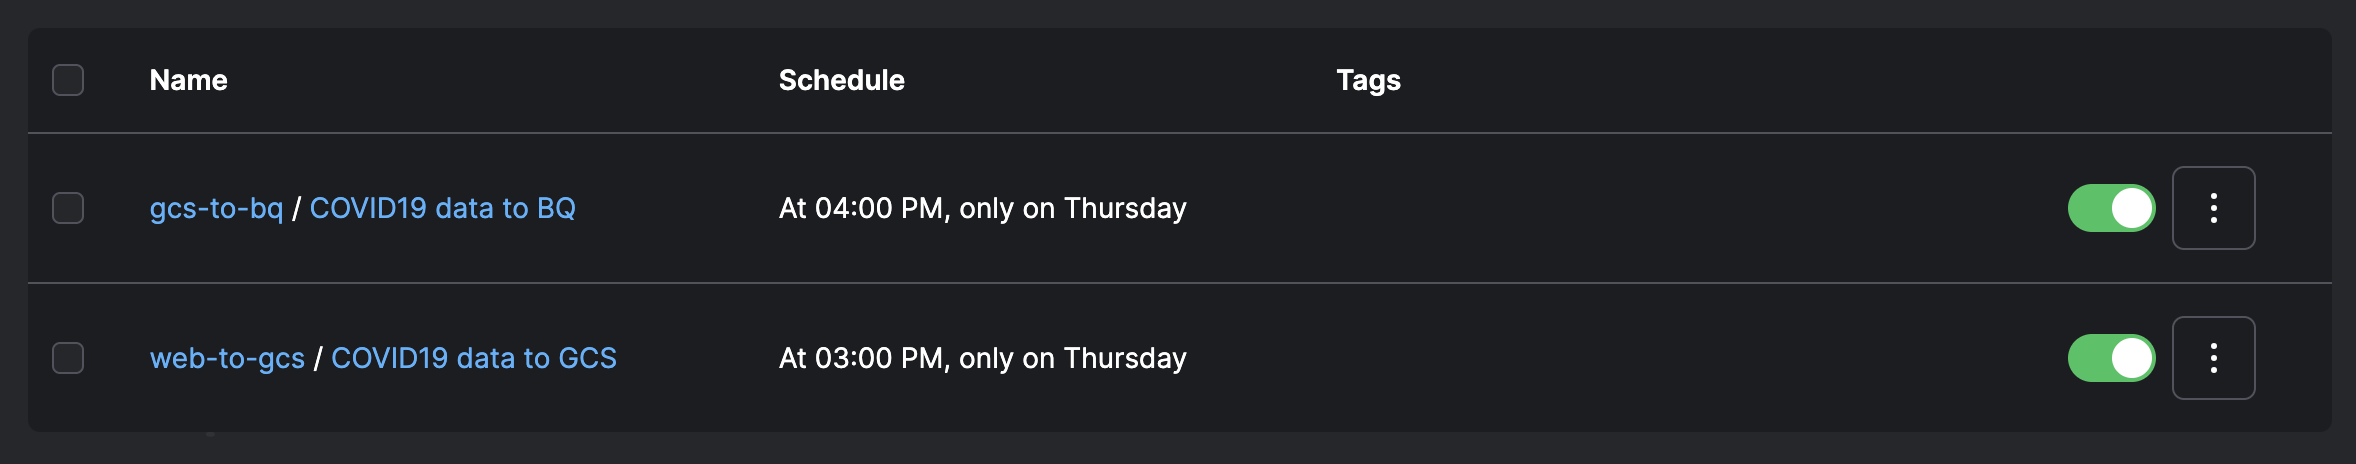 Name Schedule Tags
gcs-to-bq / COVID19 data to BQ At 04:00 PM, only on Thursday
web-to-gcs / COVID19 data to GCS At 03:00 PM, only on Thursday